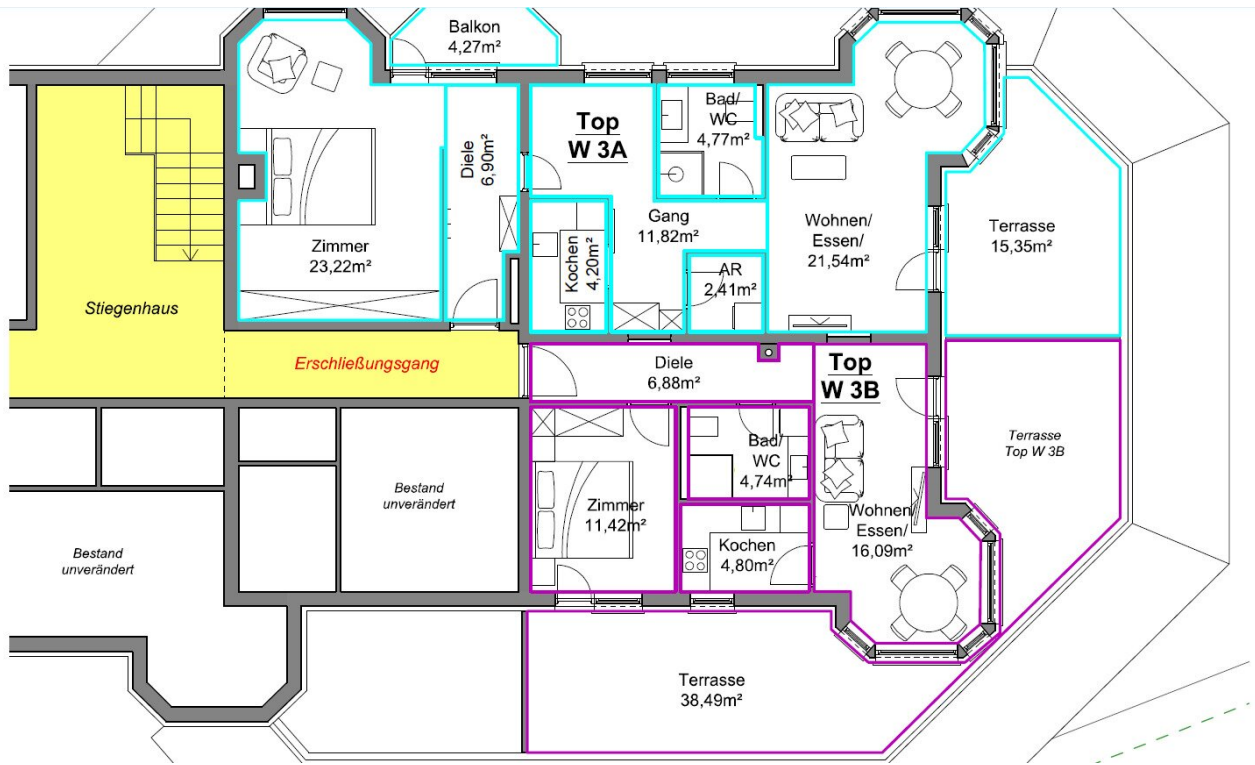 Balkon
4,27m²
Top
W 3A
Bad/
WC
4,77m²
Diele
6,90m²
Zimmer
23,22m²
Gang
11,82m²
Kochen
4,20m²
AR
2,41m²
Wohnen/
Essen/
21,54m²
Terrasse
15,35m²
Stiegenhaus
Erschließungsgang
Diele
6,88m²
Top
W 3B
Terrasse
Top W 3B
Bad/
WC
4,74m²
Zimmer
11,42m²
Kochen
4,80m²
Wohnen/
Essen/
16,09m²
Bestand
unverändert
Bestand
unverändert
Terrasse
38,49m²